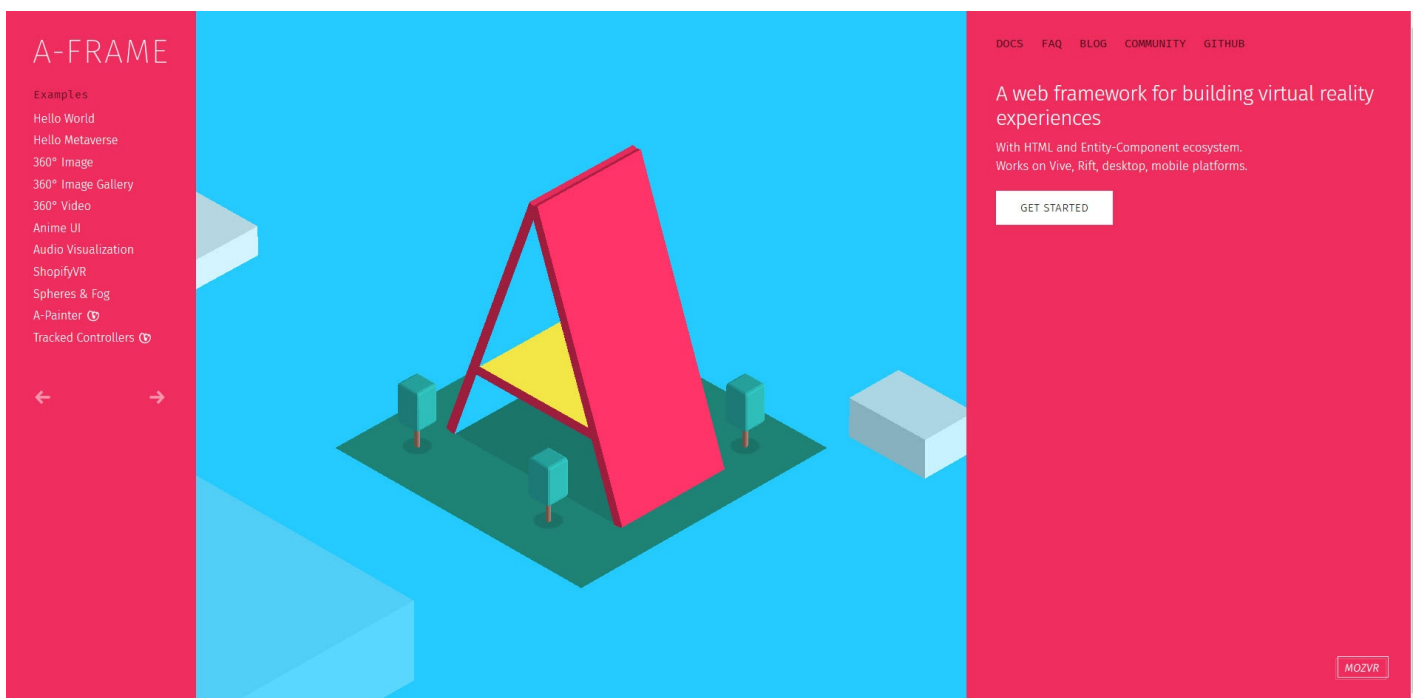 A-FRAME
Examples
Hello World
Hello Metaverse
360° Image
360° Image Gallery
360° Video
Anime UI
Audio Visualization
ShopifyVR
Spheres & Fog
A-Painter
Tracked Controllers
DOCS FAQ BLOG COMMUNITY GITHUB
A web framework for building virtual reality
experiences
With HTML and Entity-Component ecosystem.
Works on Vive, Rift, desktop, mobile platforms.
GET STARTED
MOZVR